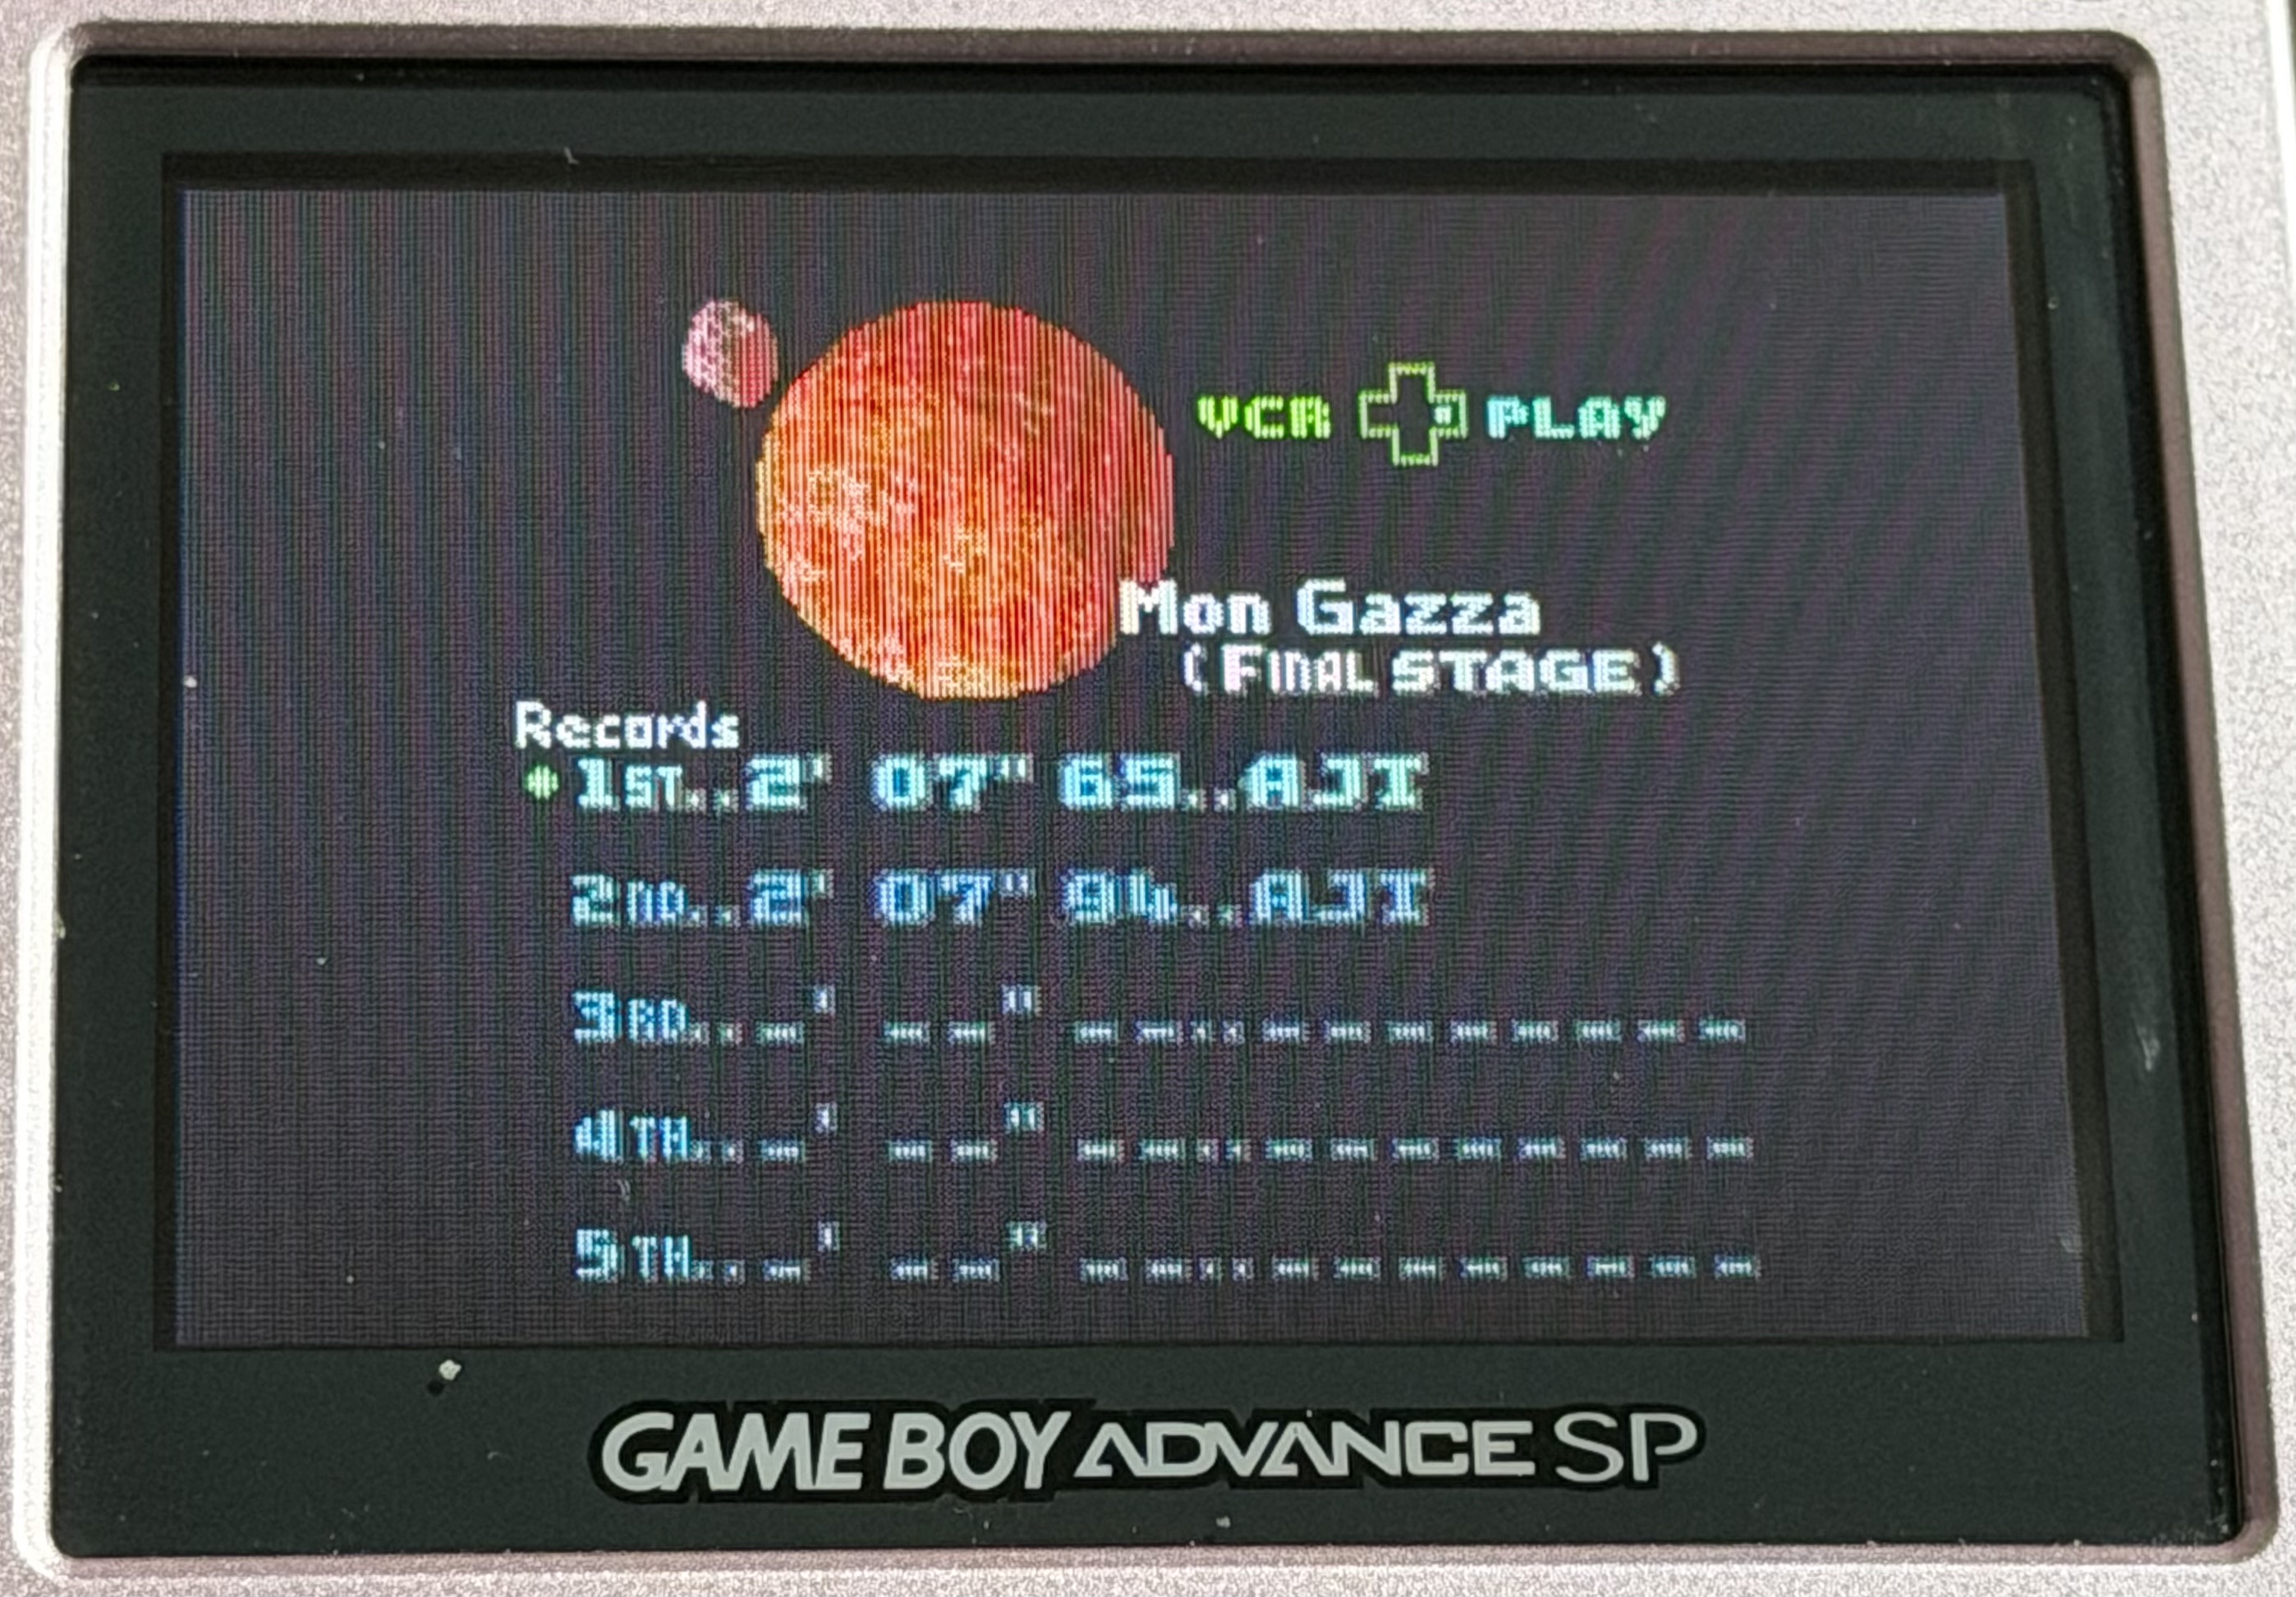 VCR PLAY
Mon Gazza
(FINAL STAGE)
Records
1ST..2' 07" 65..AJI
2ND..2' 07" 94..AJI
3RD.._' _ _" _ _.._ _ _ _ _ _ _ _
4TH.._' _ _" _ _.._ _ _ _ _ _ _ _
5TH.._' _ _" _ _.._ _ _ _ _ _ _ _
GAME BOY ADVANCE SP